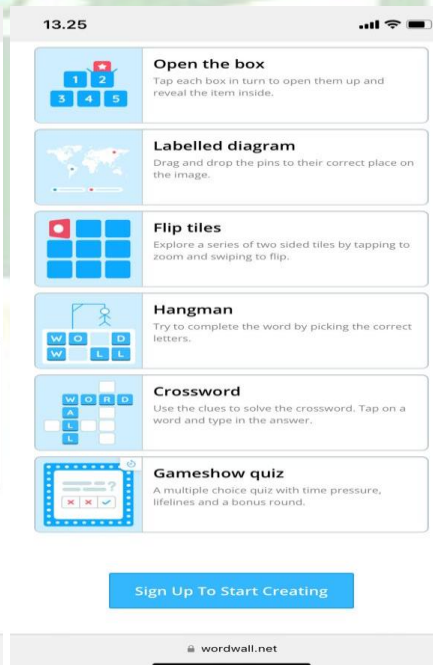 13.25
Open the box
Tap each box in turn to open them up and
reveal the item inside.
1 2
3 4 5
Labelled diagram
Drag and drop the pins to their correct place on
the image.
Flip tiles
Explore a series of two sided tiles by tapping to
zoom and swiping to flip.
Hangman
Try to complete the word by picking the correct
letters.
W O D
W L L
Crossword
Use the clues to solve the crossword. Tap on a
word and type in the answer.
W O R D
A
L
L
Gameshow quiz
A multiple choice quiz with time pressure,
lifelines and a bonus round.
?
Sign Up To Start Creating
wordwall.net